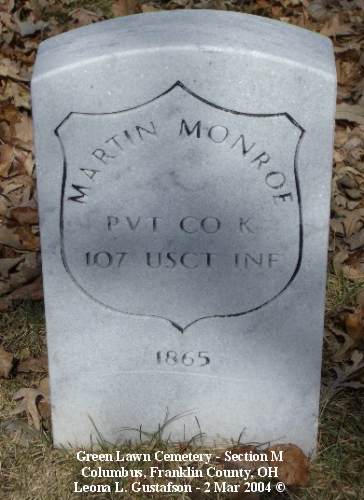 MARTIN MONROE
PVT CO K
107 USCT INF
1865
Green Lawn Cemetery - Section M
Columbus, Franklin County, OH
Leona L. Gustafson - 2 Mar 2004 ©